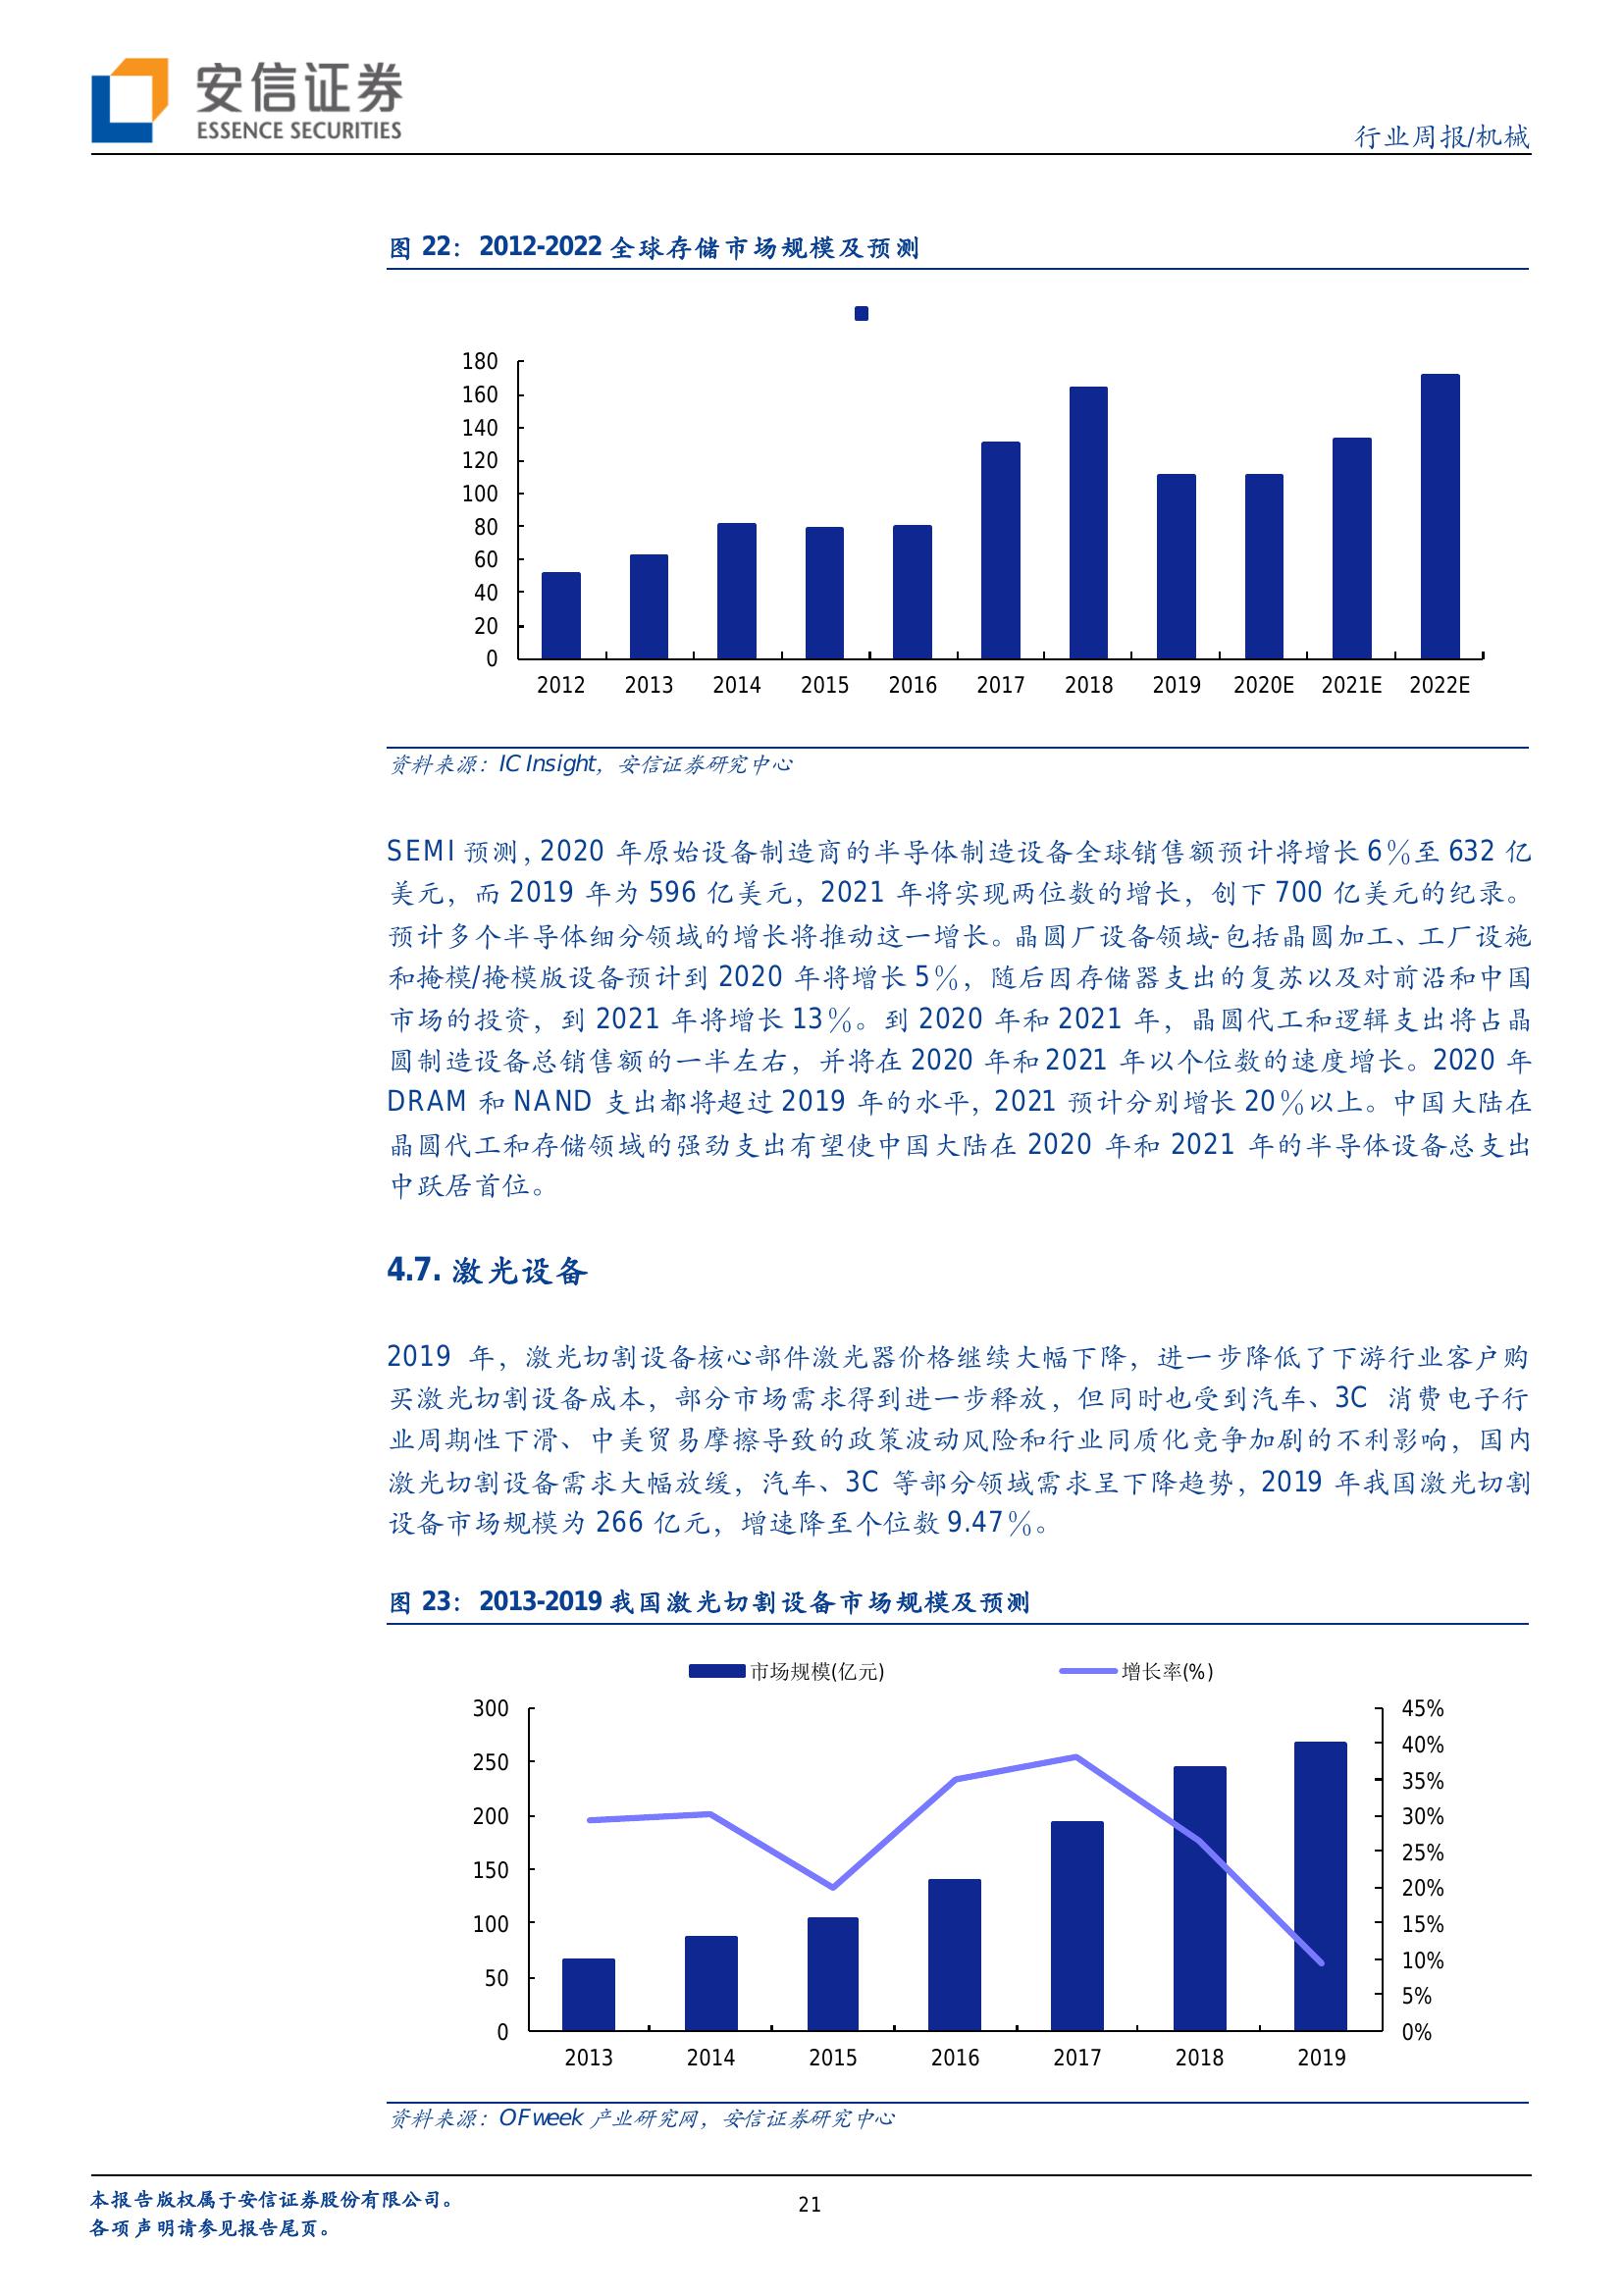 安信证券
ESSENCE SECURITIES
行业周报/机械
图 22：2012-2022 全球存储市场规模及预测
180
160
140
120
100
80
60
40
20
0
2012 2013 2014 2015 2016 2017 2018 2019 2020E 2021E 2022E
资料来源：IC Insight，安信证券研究中心
SEMI 预测，2020 年原始设备制造商的半导体制造设备全球销售额预计将增长 6％至 632 亿
美元，而 2019 年为 596 亿美元，2021 年将实现两位数的增长，创下 700 亿美元的纪录。
预计多个半导体细分领域的增长将推动这一增长。晶圆厂设备领域-包括晶圆加工、工厂设施
和掩模/掩模版设备预计到 2020 年将增长 5％，随后因存储器支出的复苏以及对前沿和中国
市场的投资，到 2021 年将增长 13％。到 2020 年和 2021 年，晶圆代工和逻辑支出将占晶
圆制造设备总销售额的一半左右，并将在 2020 年和 2021 年以个位数的速度增长。2020 年
DRAM 和 NAND 支出都将超过 2019 年的水平，2021 预计分别增长 20％以上。中国大陆在
晶圆代工和存储领域的强劲支出有望使中国大陆在 2020 年和 2021 年的半导体设备总支出
中跃居首位。
4.7. 激光设备
2019 年，激光切割设备核心部件激光器价格继续大幅下降，进一步降低了下游行业客户购
买激光切割设备成本，部分市场需求得到进一步释放，但同时也受到汽车、3C 消费电子行
业周期性下滑、中美贸易摩擦导致的政策波动风险和行业同质化竞争加剧的不利影响，国内
激光切割设备需求大幅放缓，汽车、3C 等部分领域需求呈下降趋势，2019 年我国激光切割
设备市场规模为 266 亿元，增速降至个位数 9.47％。
图 23：2013-2019 我国激光切割设备市场规模及预测
市场规模(亿元) 增长率(%)
300 45%
250 40%
200 35%
150 30%
100 25%
50 20%
0 15%
10%
5%
0%
2013 2014 2015 2016 2017 2018 2019
资料来源：OFweek 产业研究网，安信证券研究中心
本报告版权属于安信证券股份有限公司。
各项声明请参见报告尾页。
21